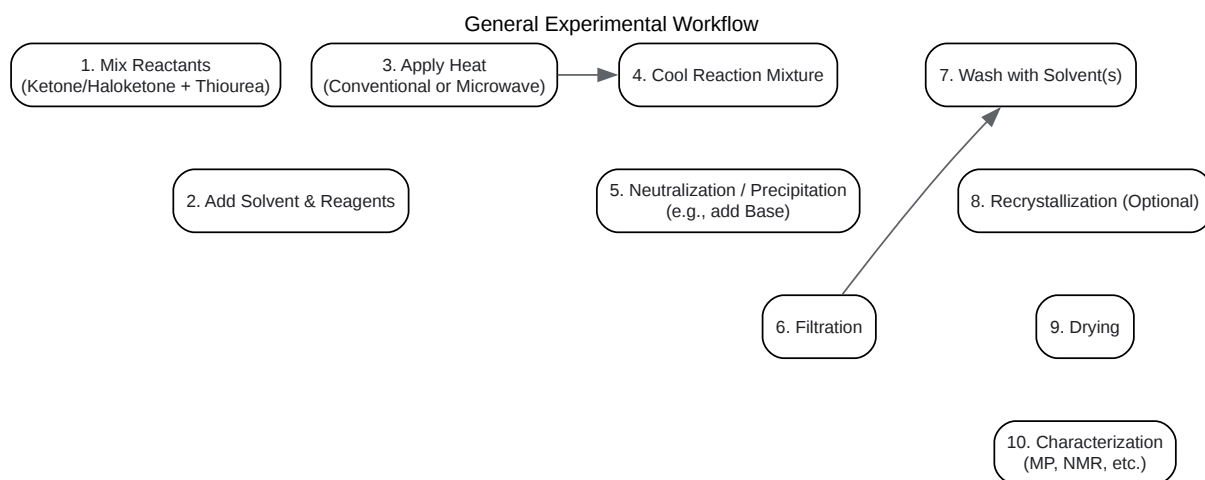 General Experimental Workflow
1. Mix Reactants
(Ketone/Haloketone + Thiourea)
2. Add Solvent & Reagents
3. Apply Heat
(Conventional or Microwave)
4. Cool Reaction Mixture
5. Neutralization / Precipitation
(e.g., add Base)
6. Filtration
7. Wash with Solvent(s)
8. Recrystallization (Optional)
9. Drying
10. Characterization
(MP, NMR, etc.)